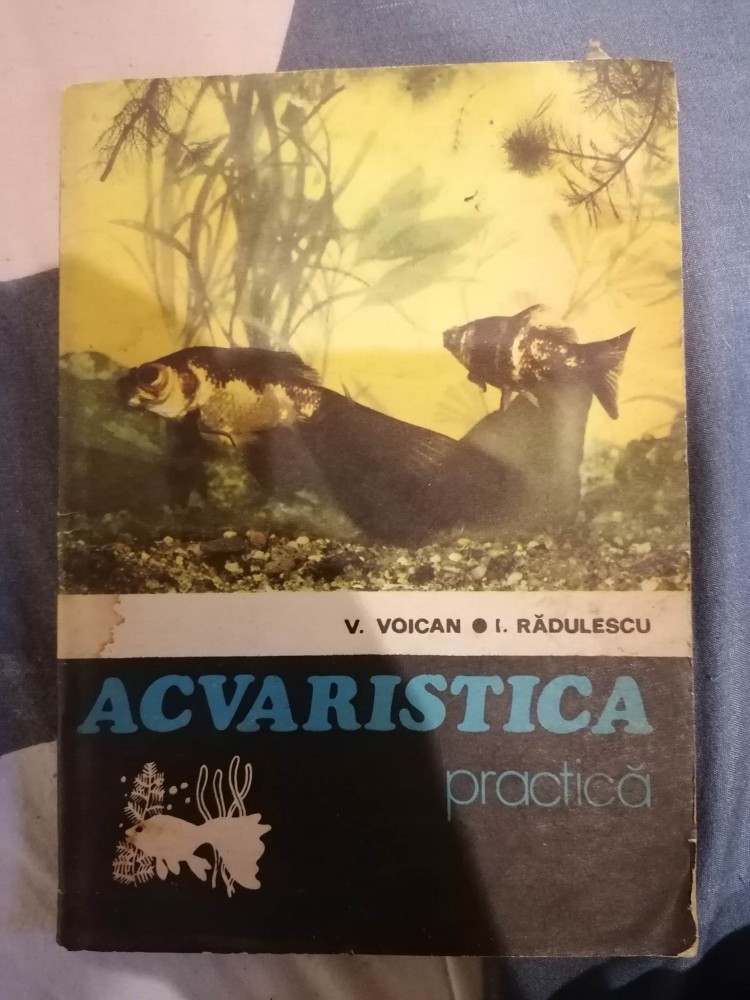 V. VOICAN ● I. RĂDULESCU
ACVARISTICA
practică